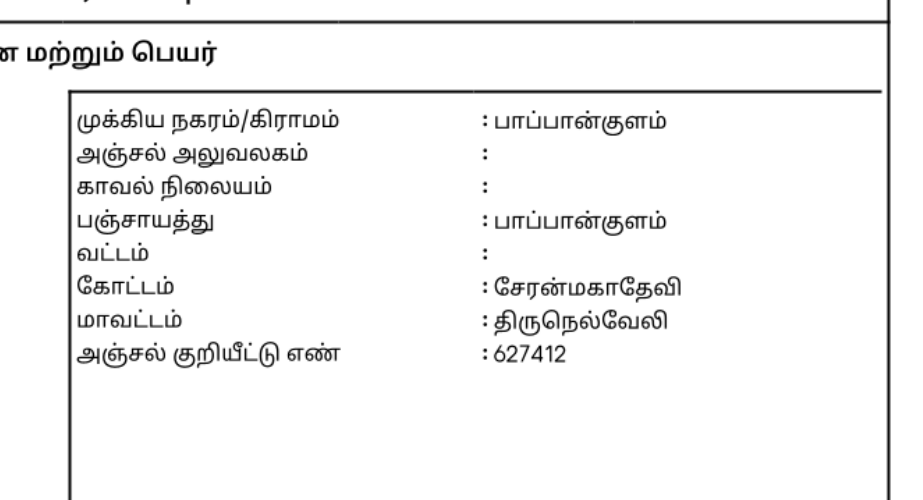 மற்றும் பெயர்
முக்கிய நகரம்/கிராமம் : பாப்பான்குளம்
அஞ்சல் அலுவலகம் :
காவல் நிலையம் :
பஞ்சாயத்து : பாப்பான்குளம்
வட்டம் :
கோட்டம் : சேரன்மகாதேவி
மாவட்டம் : திருநெல்வேலி
அஞ்சல் குறியீட்டு எண் : 627412